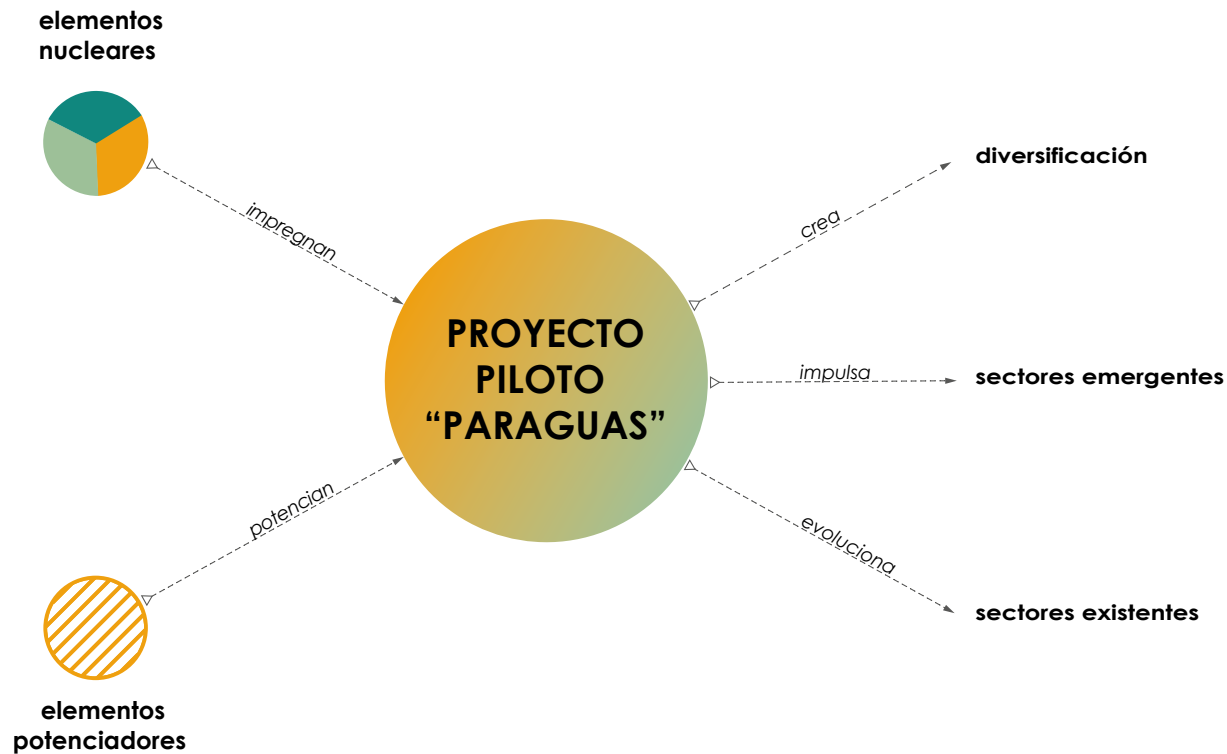 elementos
nucleares
impregnan
PROYECTO
PILOTO
“PARAGUAS”
potencian
elementos
potenciadores
crea
diversificación
impulsa
sectores emergentes
evoluciona
sectores existentes